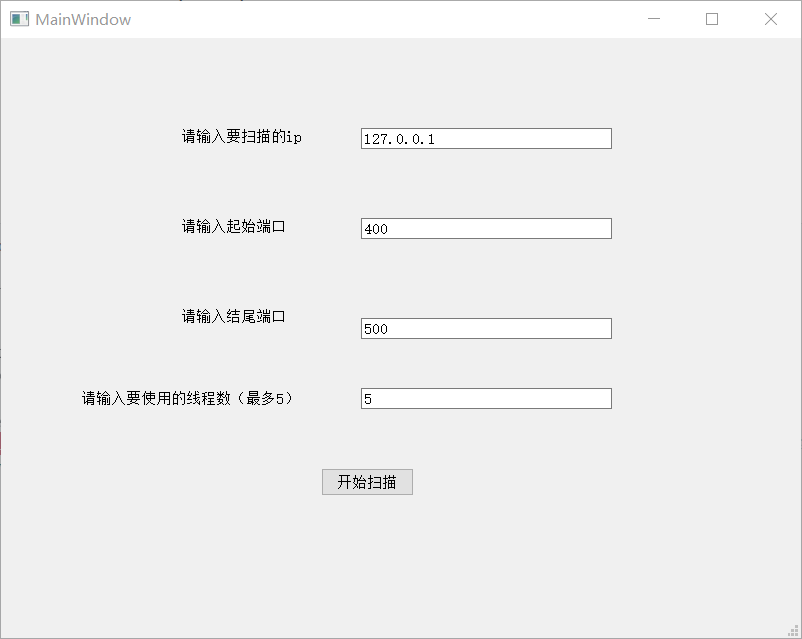 MainWindow
请输入要扫描的ip 127.0.0.1
请输入起始端口 400
请输入结尾端口 500
请输入要使用的线程数（最多5） 5
开始扫描